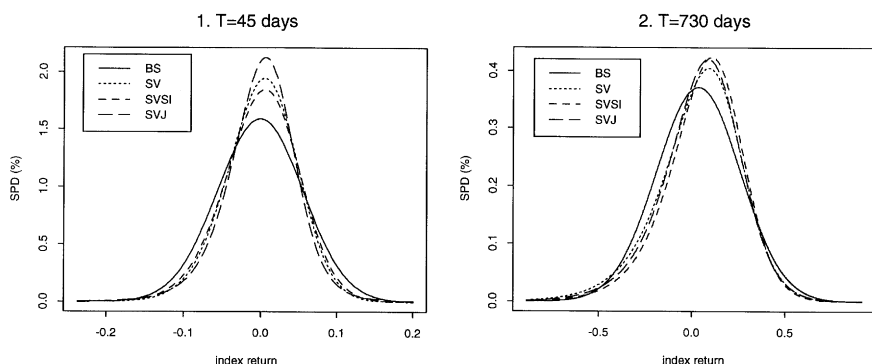 1. T=45 days
SPD (%)
0.0
0.5
1.0
1.5
2.0
BS
SV
SVSI
SVJ
-0.2
-0.1
0.0
0.1
0.2
index return
2. T=730 days
SPD (%)
0.0
0.1
0.2
0.3
0.4
BS
SV
SVSI
SVJ
-0.5
0.0
0.5
index return